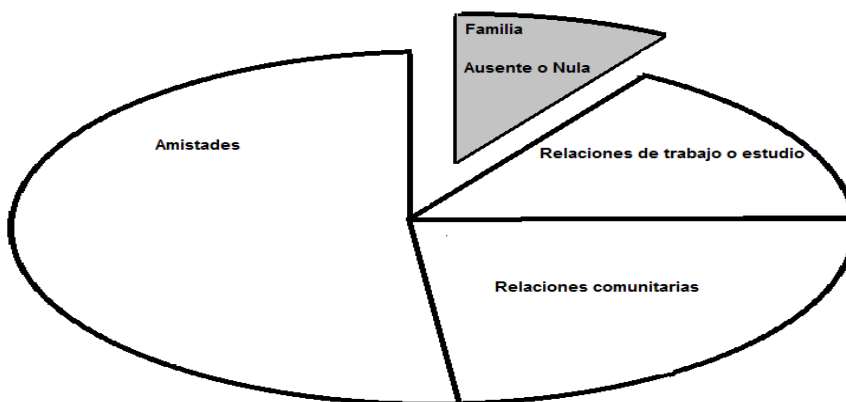 Familia
Ausente o Nula
Amistades
Relaciones de trabajo o estudio
Relaciones comunitarias